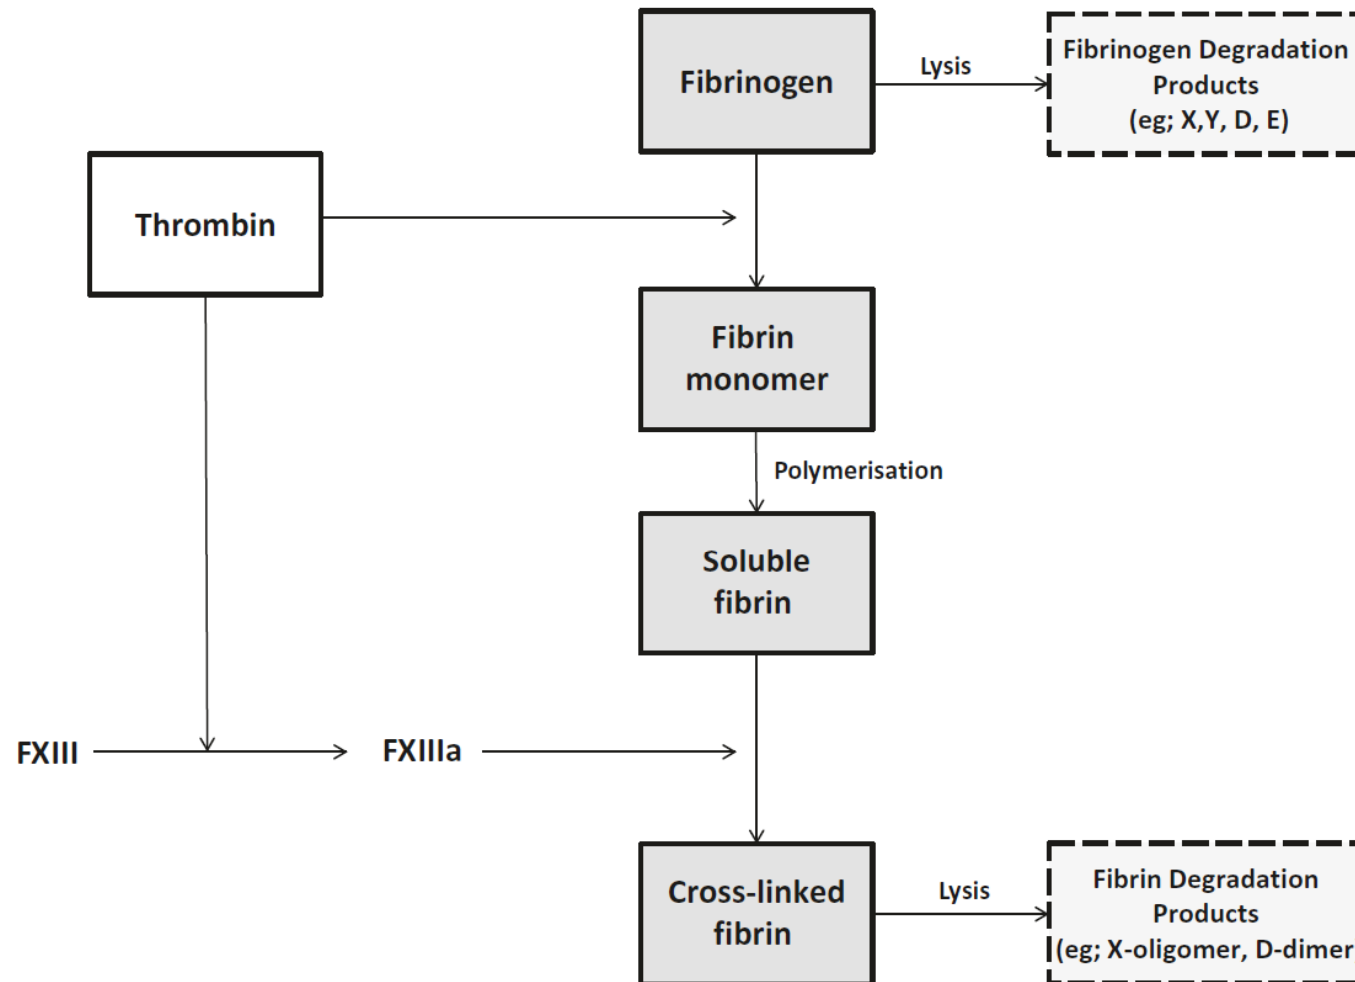 Fibrinogen
Lysis
Fibrinogen Degradation
Products
(eg; X,Y, D, E)
Thrombin
Fibrin
monomer
Polymerisation
Soluble
fibrin
FXIII
FXIIIa
Cross-linked
fibrin
Lysis
Fibrin Degradation
Products
(eg; X-oligomer, D-dimer